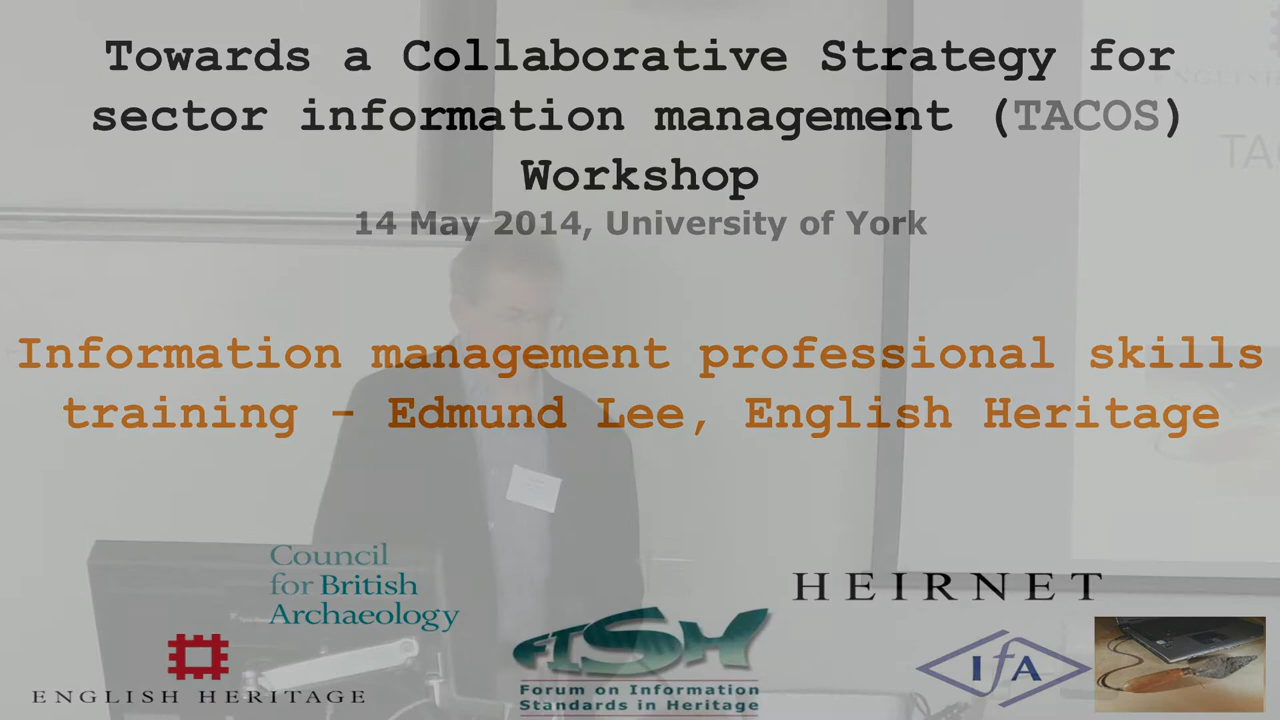 Towards a Collaborative Strategy for
sector information management (TACOS)
Workshop
14 May 2014, University of York
ENGLISH
TA
Information management professional skills
training - Edmund Lee, English Heritage
Council
for British
Archaeology
HEIRNET
FISH
IfA
ENGLISH HERITAGE
Forum on Information
Standards in Heritage